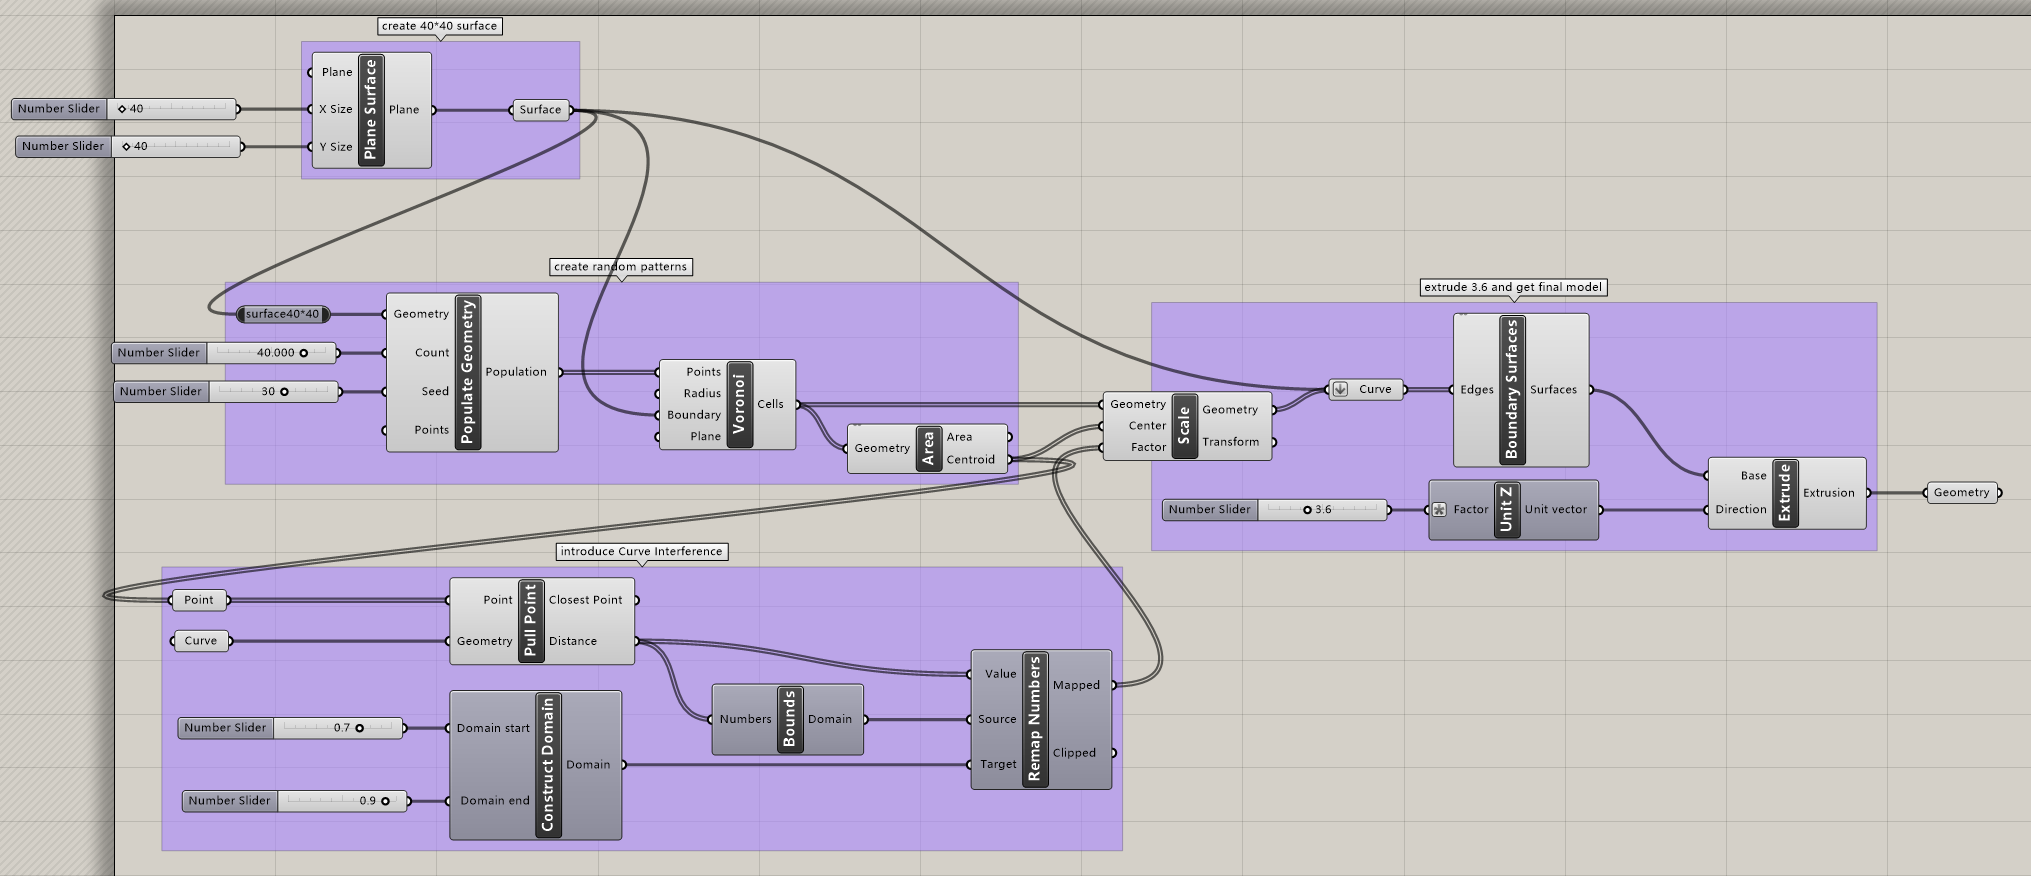 create 40*40 surface
Plane
X Size
Y Size
Plane Surface
Plane
Number Slider 40
Number Slider 40
Surface
create random patterns
surface40*40
Number Slider 40.000
Number Slider 30
Geometry
Count
Seed
Points
Populate Geometry
Population
Points
Radius
Boundary
Plane
Voronoi
Cells
Geometry
Area
Area
Centroid
Geometry
Center
Factor
Scale
Geometry
Transform
extrude 3.6 and get final model
Curve
Edges
Boundary Surfaces
Surfaces
Number Slider 3.6
Factor
Unit Z
Unit vector
Base
Direction
Extrude
Extrusion
Geometry
introduce Curve Interference
Point
Curve
Point
Geometry
Pull Point
Closest Point
Distance
Number Slider 0.7
Number Slider 0.9
Domain start
Domain end
Construct Domain
Domain
Numbers
Bounds
Domain
Value
Source
Target
Remap Numbers
Mapped
Clipped